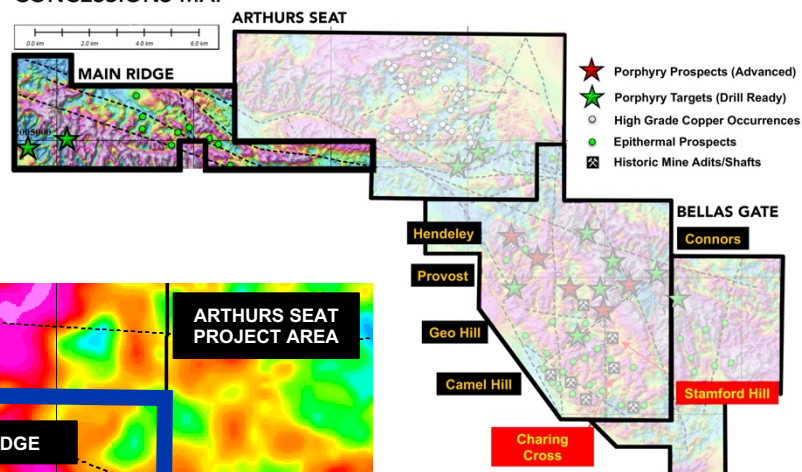 ARTHURS SEAT
0.0 km 2.0 km 4.0 km 6.0 km
MAIN RIDGE
Porphyry Prospects (Advanced)
Porphyry Targets (Drill Ready)
High Grade Copper Occurrences
Epithermal Prospects
Historic Mine Adits/Shafts
BELLAS GATE
Hendeley
Connors
Provost
ARTHURS SEAT
PROJECT AREA
Geo Hill
Camel Hill
Stamford Hill
DGE
Charing
Cross